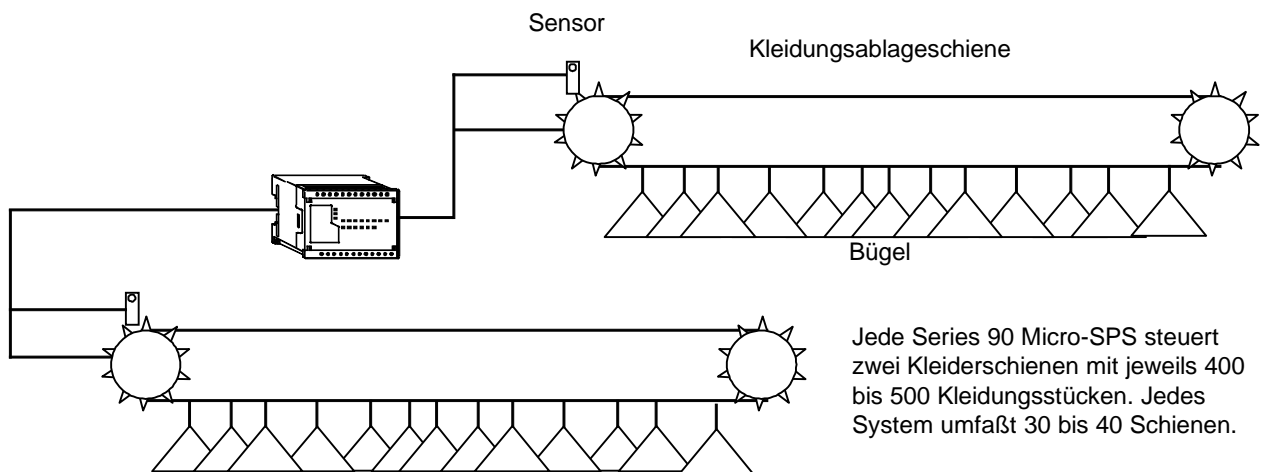 Sensor
Kleidungsablageschiene
Bügel
Jede Series 90 Micro-SPS steuert
zwei Kleiderschienen mit jeweils 400
bis 500 Kleidungsstücken. Jedes
System umfaßt 30 bis 40 Schienen.